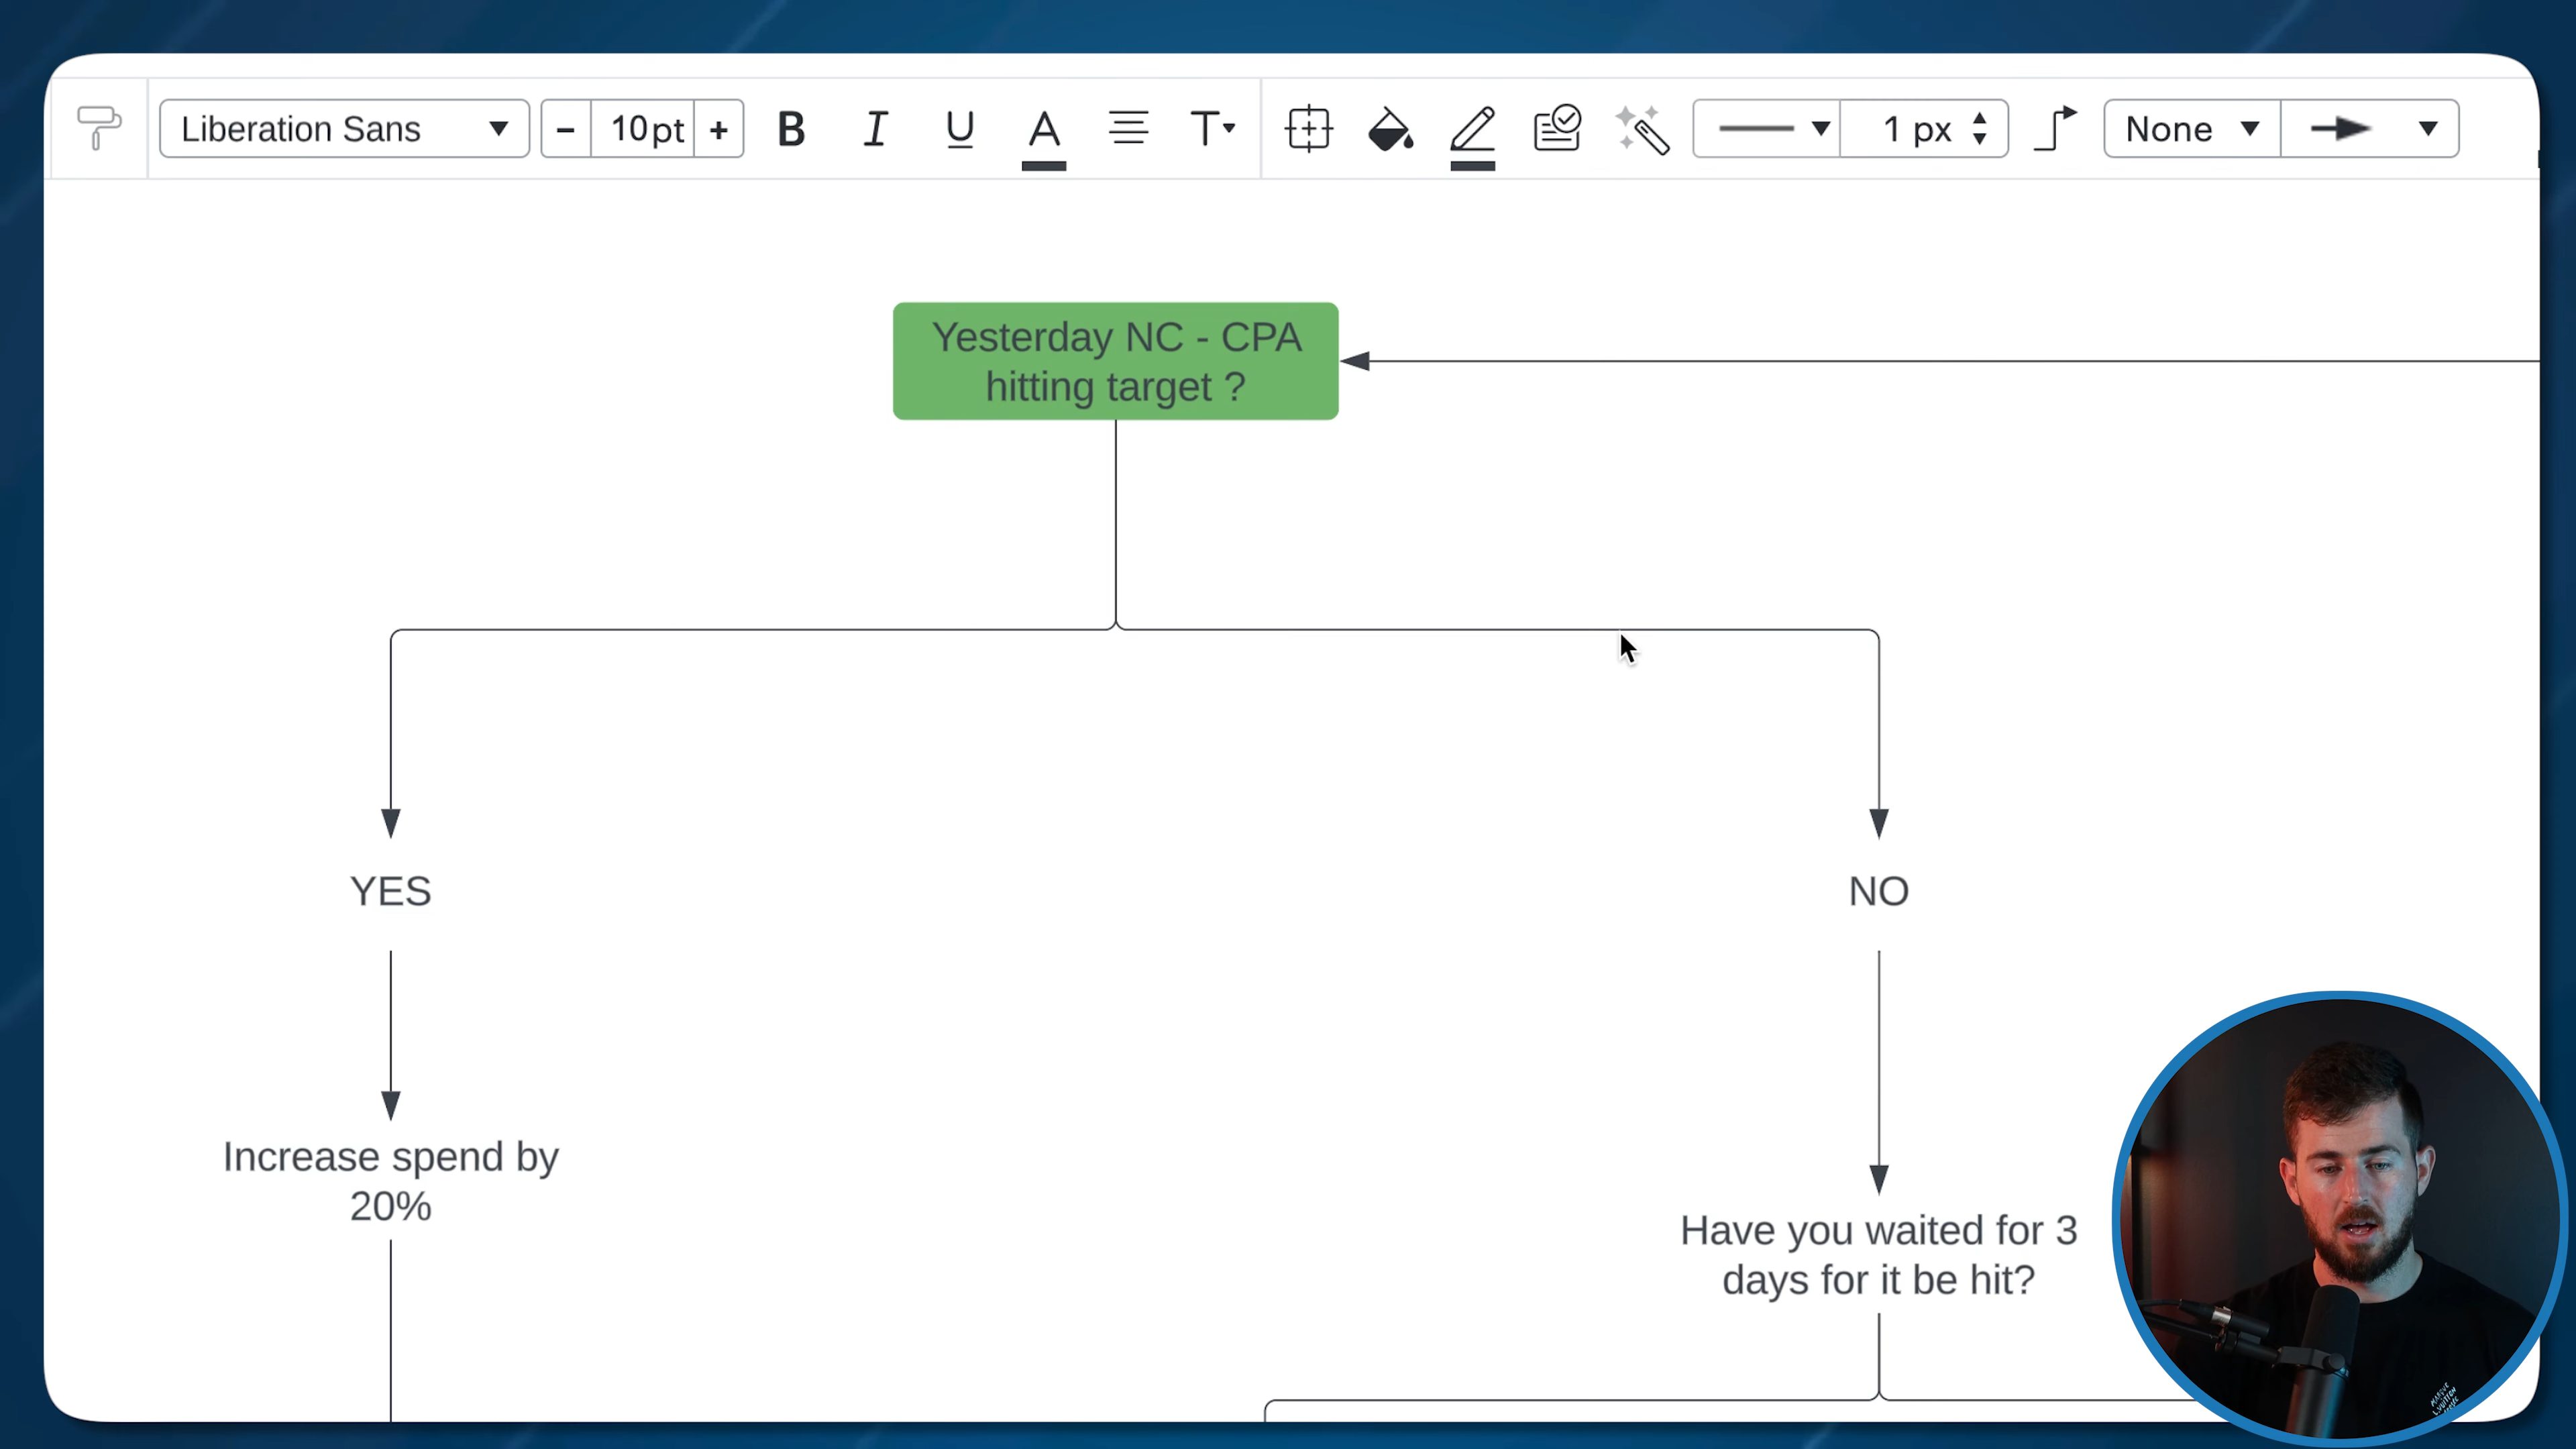 Liberation Sans
10pt
1 px
None
Yesterday NC - CPA
hitting target ?
YES
NO
Increase spend by
20%
Have you waited for 3
days for it be hit?